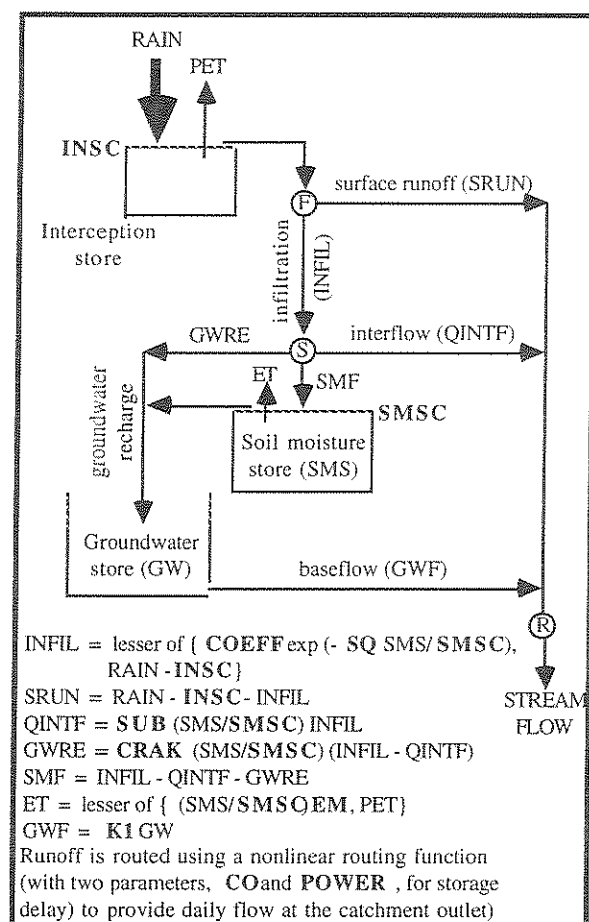 RAIN
PET
INSC
Interception
store
F
surface runoff (SRUN)
infiltration
(INFIL)
GWRE
S
interflow (QINTF)
ET
SMF
SMSC
groundwater
recharge
Soil moisture
store (SMS)
Groundwater
store (GW)
baseflow (GWF)
R
STREAM
FLOW
INFIL = lesser of { COEFF exp (- SQ SMS/SMSC),
RAIN - INSC}
SRUN = RAIN - INSC - INFIL
QINTF = SUB (SMS/SMSC) INFIL
GWRE = CRAK (SMS/SMSC) (INFIL - QINTF)
SMF = INFIL - QINTF - GWRE
ET = lesser of { (SMS/SMSC)EM, PET}
GWF = K1 GW
Runoff is routed using a nonlinear routing function
(with two parameters, CO and POWER , for storage
delay) to provide daily flow at the catchment outlet)